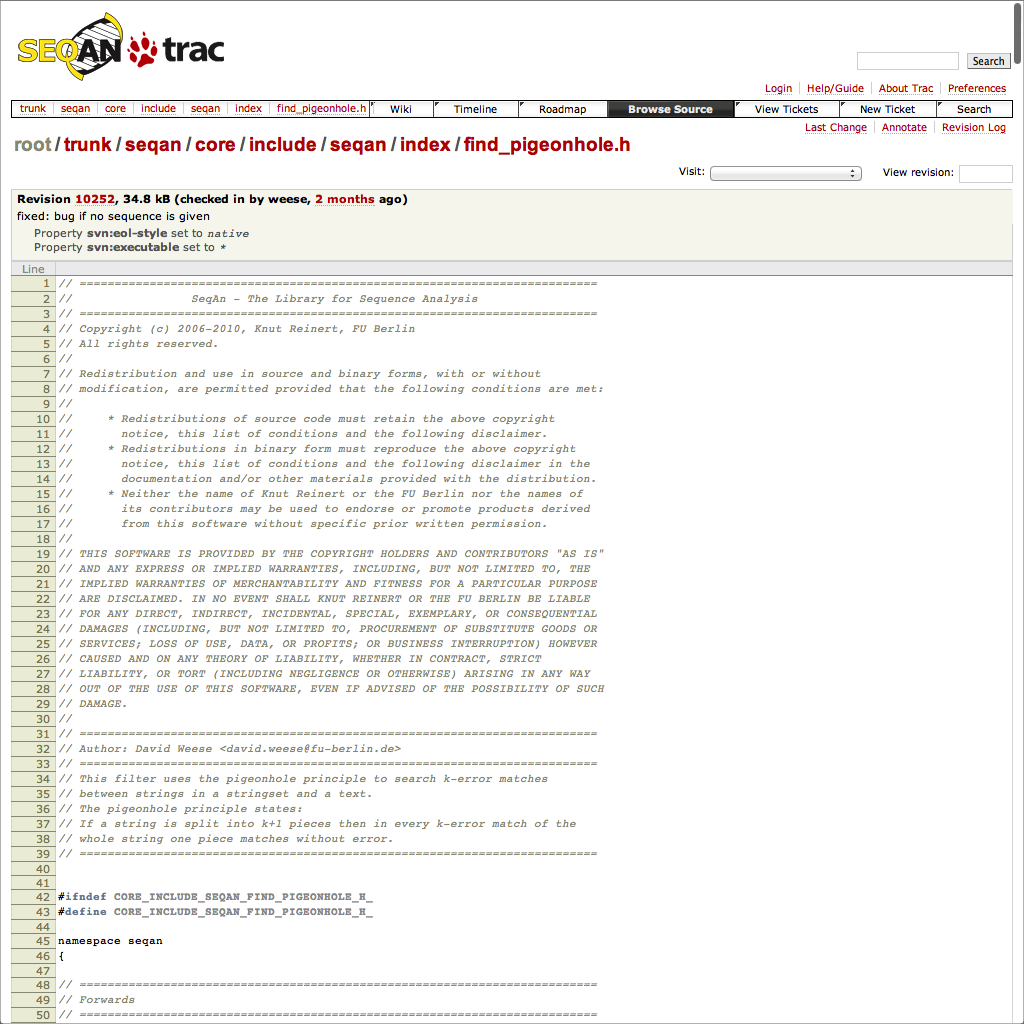 SEQAN trac
Search
Login Help/Guide About Trac Preferences
trunk seqan core include seqan index find_pigeonhole.h Wiki Timeline Roadmap Browse Source View Tickets New Ticket Search
Last Change Annotate Revision Log
root/trunk/seqan/core/include/seqan/index/find_pigeonhole.h
Visit: View revision:
Revision 10252, 34.8 kB (checked in by weese, 2 months ago)
fixed: bug if no sequence is given
Property svn:eol-style set to native
Property svn:executable set to *
Line
1 // ==========================================================================
2 //                 SeqAn - The Library for Sequence Analysis
3 // ==========================================================================
4 // Copyright (c) 2006-2010, Knut Reinert, FU Berlin
5 // All rights reserved.
6 //
7 // Redistribution and use in source and binary forms, with or without
8 // modification, are permitted provided that the following conditions are met:
9 //
10 //     * Redistributions of source code must retain the above copyright
11 //       notice, this list of conditions and the following disclaimer.
12 //     * Redistributions in binary form must reproduce the above copyright
13 //       notice, this list of conditions and the following disclaimer in the
14 //       documentation and/or other materials provided with the distribution.
15 //     * Neither the name of Knut Reinert or the FU Berlin nor the names of
16 //       its contributors may be used to endorse or promote products derived
17 //       from this software without specific prior written permission.
18 //
19 // THIS SOFTWARE IS PROVIDED BY THE COPYRIGHT HOLDERS AND CONTRIBUTORS "AS IS"
20 // AND ANY EXPRESS OR IMPLIED WARRANTIES, INCLUDING, BUT NOT LIMITED TO, THE
21 // IMPLIED WARRANTIES OF MERCHANTABILITY AND FITNESS FOR A PARTICULAR PURPOSE
22 // ARE DISCLAIMED. IN NO EVENT SHALL KNUT REINERT OR THE FU BERLIN BE LIABLE
23 // FOR ANY DIRECT, INDIRECT, INCIDENTAL, SPECIAL, EXEMPLARY, OR CONSEQUENTIAL
24 // DAMAGES (INCLUDING, BUT NOT LIMITED TO, PROCUREMENT OF SUBSTITUTE GOODS OR
25 // SERVICES; LOSS OF USE, DATA, OR PROFITS; OR BUSINESS INTERRUPTION) HOWEVER
26 // CAUSED AND ON ANY THEORY OF LIABILITY, WHETHER IN CONTRACT, STRICT
27 // LIABILITY, OR TORT (INCLUDING NEGLIGENCE OR OTHERWISE) ARISING IN ANY WAY
28 // OUT OF THE USE OF THIS SOFTWARE, EVEN IF ADVISED OF THE POSSIBILITY OF SUCH
29 // DAMAGE.
30 //
31 // ==========================================================================
32 // Author: David Weese <david.weese@fu-berlin.de>
33 // ==========================================================================
34 // This filter uses the pigeonhole principle to search k-error matches
35 // between strings in a stringset and a text.
36 // The pigeonhole principle states:
37 // If a string is split into k+1 pieces then in every k-error match of the
38 // whole string one piece matches without error.
39 // ==========================================================================
40
41
42 #ifndef CORE_INCLUDE_SEQAN_FIND_PIGEONHOLE_H_
43 #define CORE_INCLUDE_SEQAN_FIND_PIGEONHOLE_H_
44
45 namespace seqan
46 {
47
48 // ==========================================================================
49 // Forwards
50 // ==========================================================================